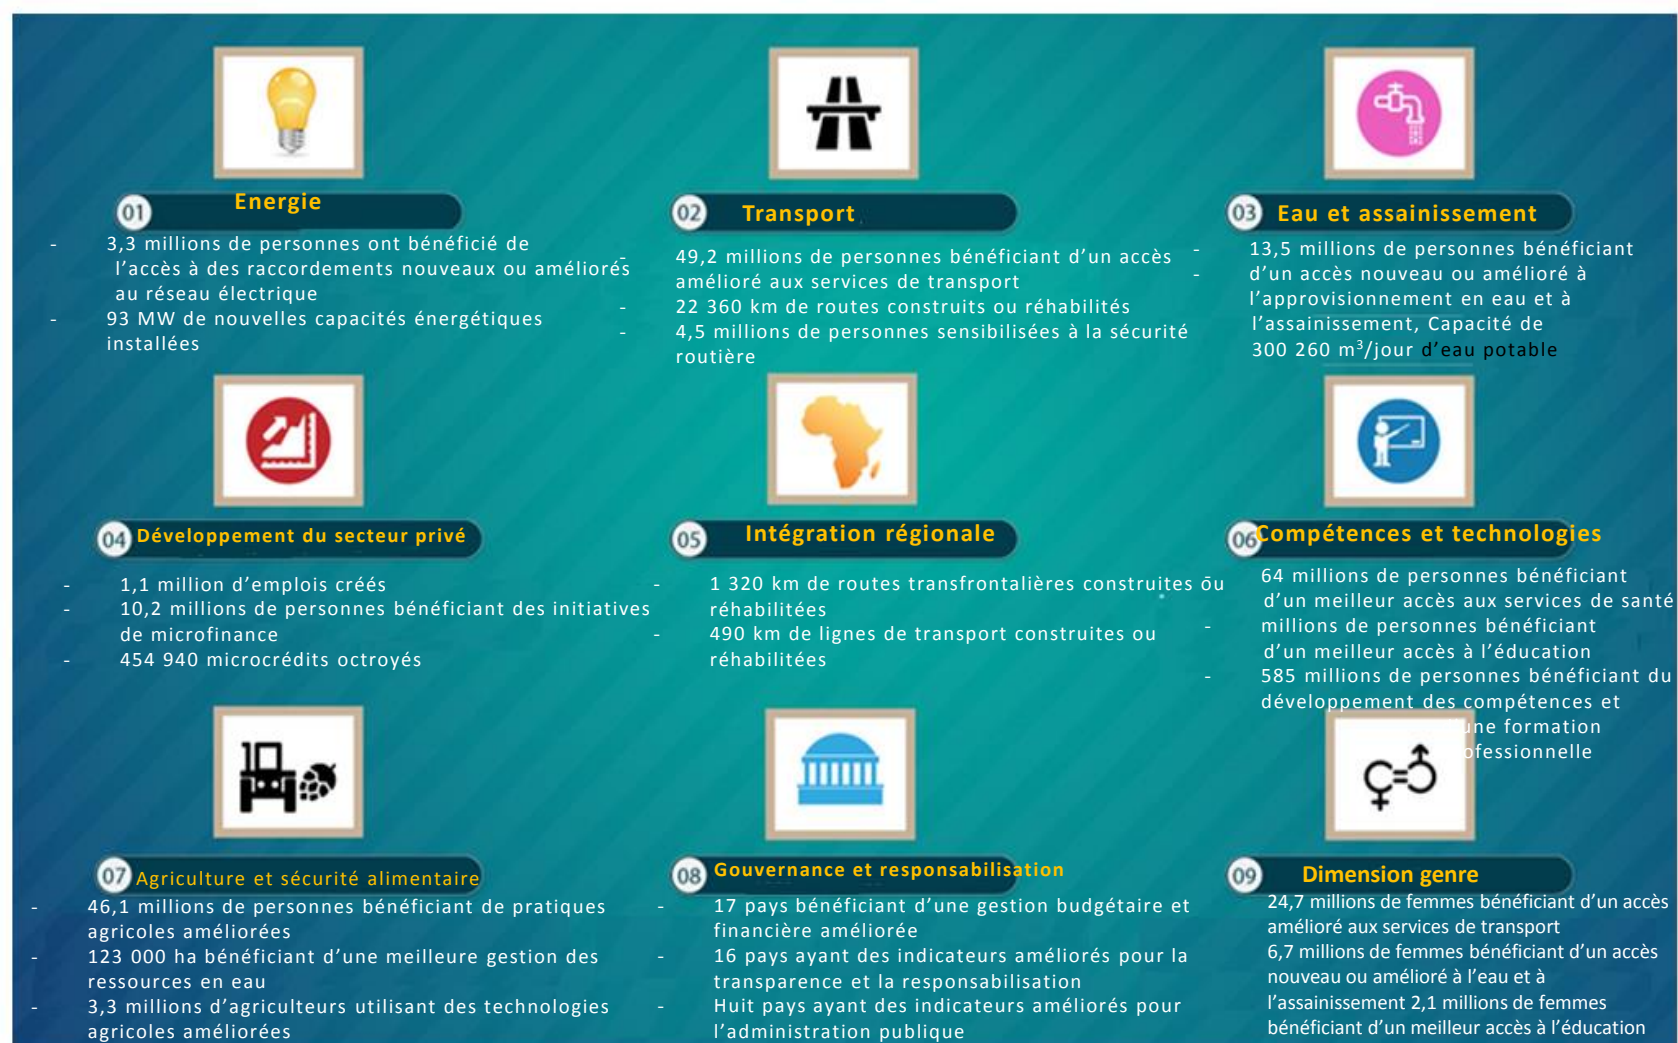 01 Energie
- 3,3 millions de personnes ont bénéficié de
l’accès à des raccordements nouveaux ou améliorés
au réseau électrique
- 93 MW de nouvelles capacités énergétiques
installées
02 Transport
- 49,2 millions de personnes bénéficiant d’un accès
amélioré aux services de transport
- 22 360 km de routes construits ou réhabilités
- 4,5 millions de personnes sensibilisées à la sécurité
routière
03 Eau et assainissement
- 13,5 millions de personnes bénéficiant
- d’un accès nouveau ou amélioré à
l’approvisionnement en eau et à
l’assainissement, Capacité de
300 260 m³/jour d’eau potable
04 Développement du secteur privé
- 1,1 million d’emplois créés
- 10,2 millions de personnes bénéficiant des initiatives
de microfinance
- 454 940 microcrédits octroyés
05 Intégration régionale
- 1 320 km de routes transfrontalières construites ou
réhabilitées
- 490 km de lignes de transport construites ou
réhabilitées
06 Compétences et technologies
- 64 millions de personnes bénéficiant
d’un meilleur accès aux services de santé
- millions de personnes bénéficiant
d’un meilleur accès à l’éducation
- 585 millions de personnes bénéficiant du
développement des compétences et
une formation
ofessionnelle
07 Agriculture et sécurité alimentaire
- 46,1 millions de personnes bénéficiant de pratiques
agricoles améliorées
- 123 000 ha bénéficiant d’une meilleure gestion des
ressources en eau
- 3,3 millions d’agriculteurs utilisant des technologies
agricoles améliorées
08 Gouvernance et responsabilisation
- 17 pays bénéficiant d’une gestion budgétaire et
financière améliorée
- 16 pays ayant des indicateurs améliorés pour la
transparence et la responsabilisation
- Huit pays ayant des indicateurs améliorés pour
l’administration publique
09 Dimension genre
24,7 millions de femmes bénéficiant d’un accès
amélioré aux services de transport
6,7 millions de femmes bénéficiant d’un accès
nouveau ou amélioré à l’eau et à
l’assainissement 2,1 millions de femmes
bénéficiant d’un meilleur accès à l’éducation